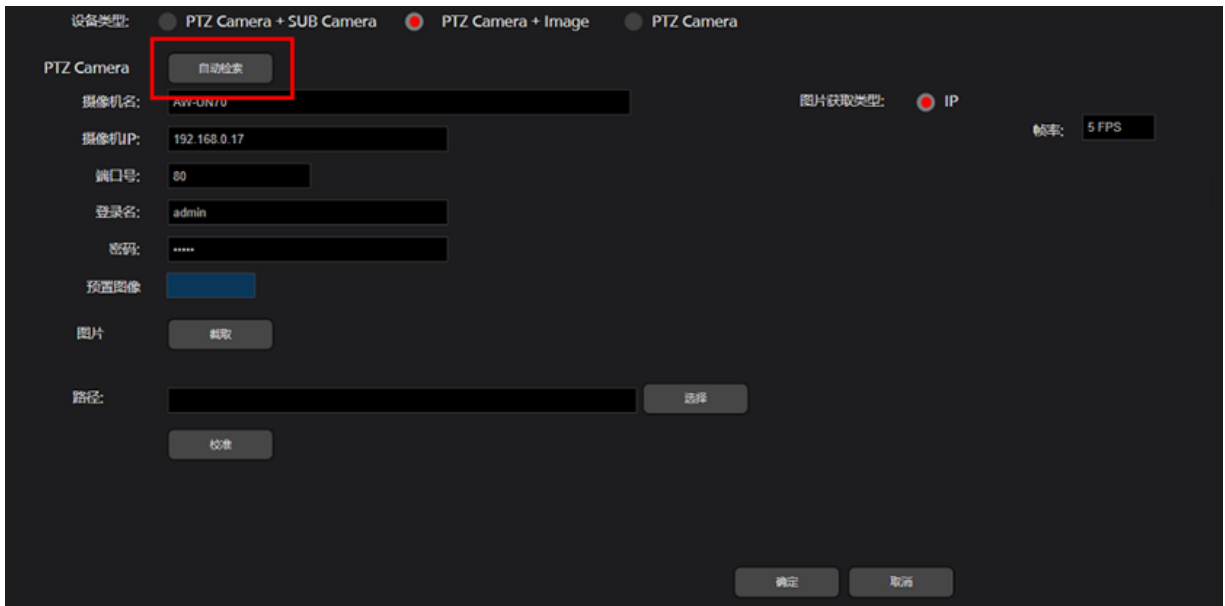 设备类型: PTZ Camera + SUB Camera PTZ Camera + Image PTZ Camera
PTZ Camera 自动检索
摄像机名: AW-UN70 图片获取类型: IP
帧率: 5 FPS
摄像机IP: 192.168.0.17
端口号: 80
登录名: admin
密码: •••••
预置图像
图片 截取
路径: 选择
校准
确定 取消